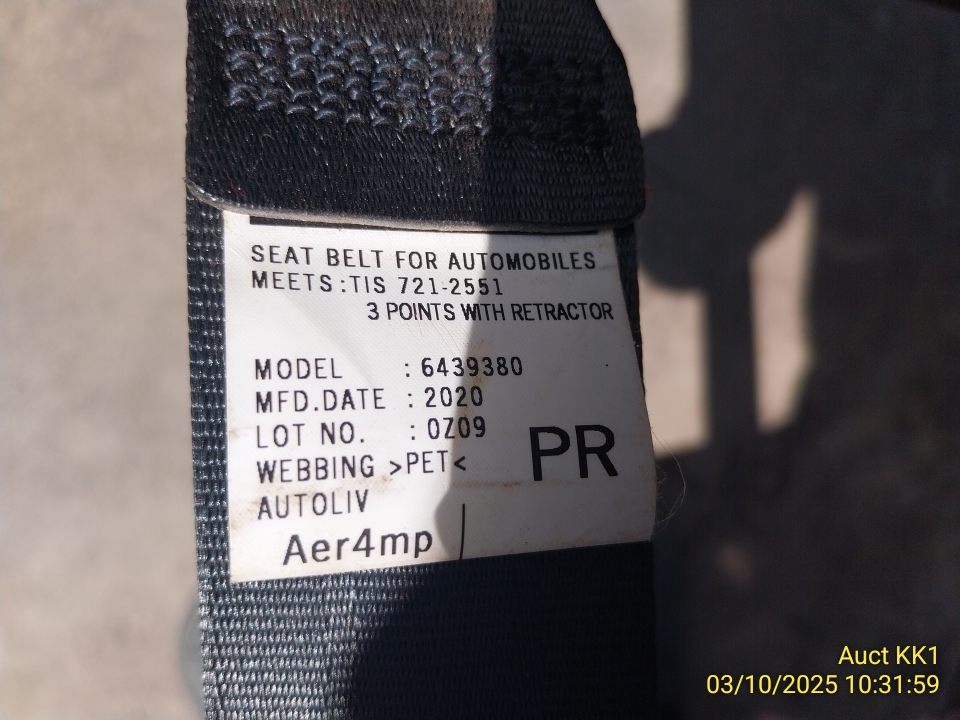 SEAT BELT FOR AUTOMOBILES
MEETS:TIS 721-2551
3 POINTS WITH RETRACTOR
MODEL : 6439380
MFD.DATE : 2020
LOT NO. : 0Z09
WEBBING >PET<
PR
AUTOLIV
Aer4mp |
Auct KK1
03/10/2025 10:31:59